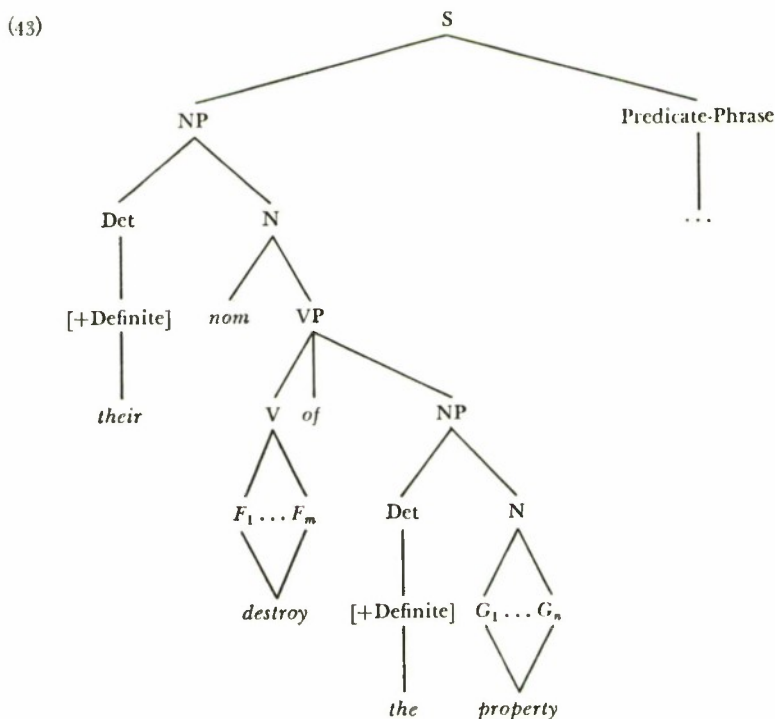 (43)
S
NP Predicate-Phrase
Det N ...
[+Definite] nom VP
their V of NP
F₁ ... Fₘ Det N
destroy [+Definite] G₁ ... Gₙ
the property